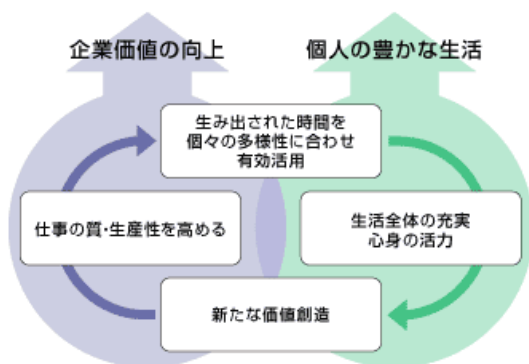 企業価値の向上
個人の豊かな生活
生み出された時間を
個々の多様性に合わせ
有効活用
仕事の質・生産性を高める
生活全体の充実
心身の活力
新たな価値創造